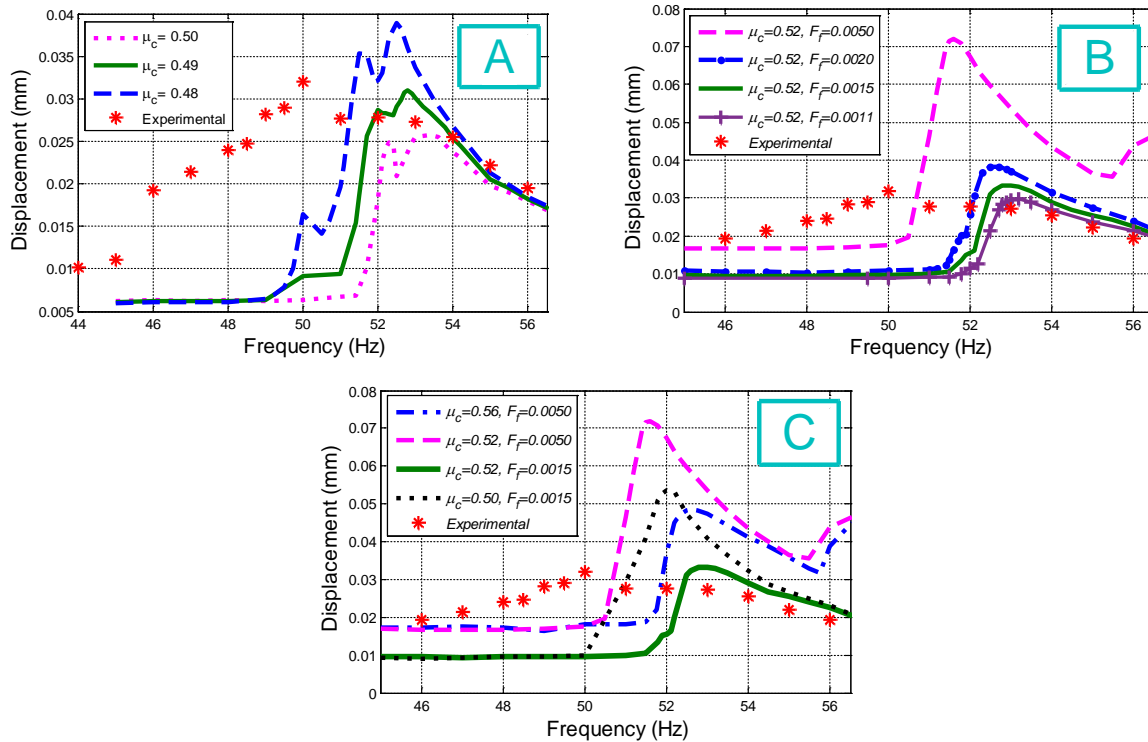 A
μc = 0.50
μc = 0.49
μc = 0.48
Experimental
0.04
0.035
0.03
0.025
0.02
0.015
0.01
0.005
44 46 48 50 52 54 56
Displacement (mm)
Frequency (Hz)
B
μc=0.52, Ff=0.0050
μc=0.52, Ff=0.0020
μc=0.52, Ff=0.0015
μc=0.52, Ff=0.0011
Experimental
0.08
0.07
0.06
0.05
0.04
0.03
0.02
0.01
0
46 48 50 52 54 56
Displacement (mm)
Frequency (Hz)
C
μc=0.56, Ff=0.0050
μc=0.52, Ff=0.0050
μc=0.52, Ff=0.0015
μc=0.50, Ff=0.0015
Experimental
0.08
0.07
0.06
0.05
0.04
0.03
0.02
0.01
0
46 48 50 52 54 56
Displacement (mm)
Frequency (Hz)